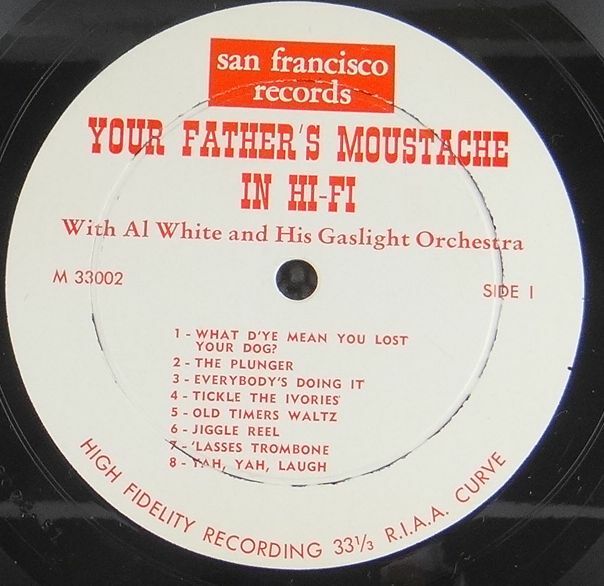 san francisco
records
YOUR FATHER'S MOUSTACHE
IN HI-FI
With Al White and His Gaslight Orchestra
M 33002
SIDE 1
1 - WHAT D'YE MEAN YOU LOST
YOUR DOG?
2 - THE PLUNGER
3 - EVERYBODY'S DOING IT
4 - TICKLE THE IVORIES
5 - OLD TIMERS WALTZ
6 - JIGGLE REEL
7 - 'LASSES TROMBONE
8 - YAH, YAH, LAUGH
HIGH FIDELITY RECORDING 33⅓ R.I.A.A. CURVE